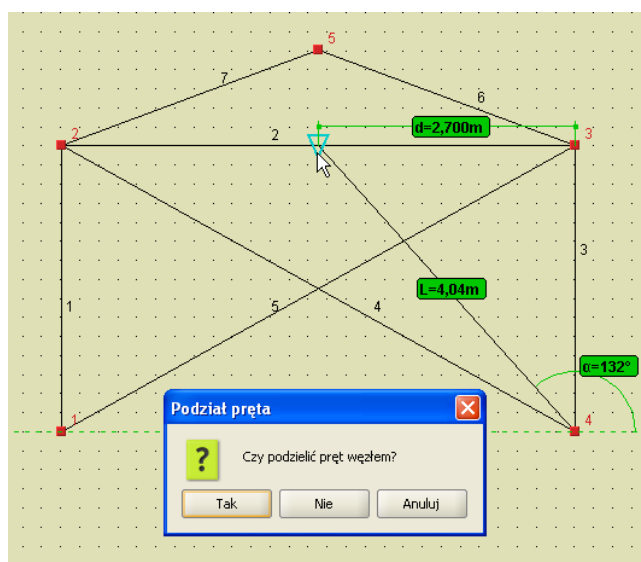 5
7
6
d=2,700m
2
2
3
L=4,04m
3
1
5
4
α=132°
1
4
Podział pręta
?
Czy podzielić pręt węzłem?
Tak Nie Anuluj